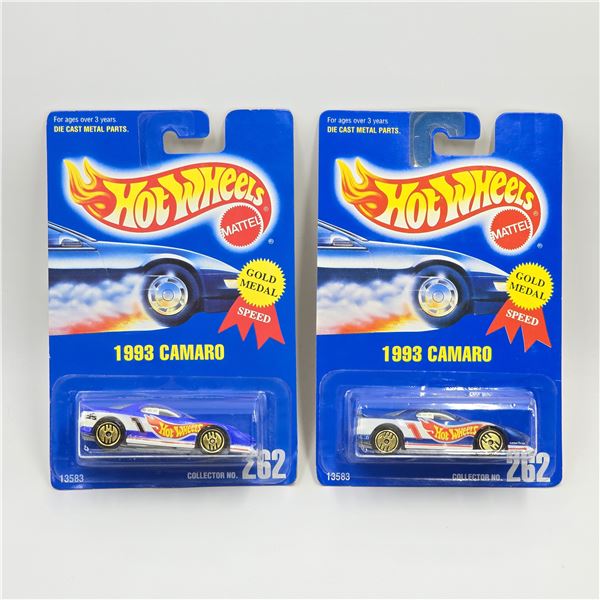 For ages over 3 years.
DIE CAST METAL PARTS.
HOT WHEELS
MATTEL
®
GOLD
MEDAL
SPEED
1993 CAMARO
1
HOT WHEELS
13583
COLLECTOR NO. 262
For ages over 3 years.
DIE CAST METAL PARTS.
HOT WHEELS
MATTEL
®
GOLD
MEDAL
SPEED
1993 CAMARO
1
HOT WHEELS
13583
COLLECTOR NO. 262